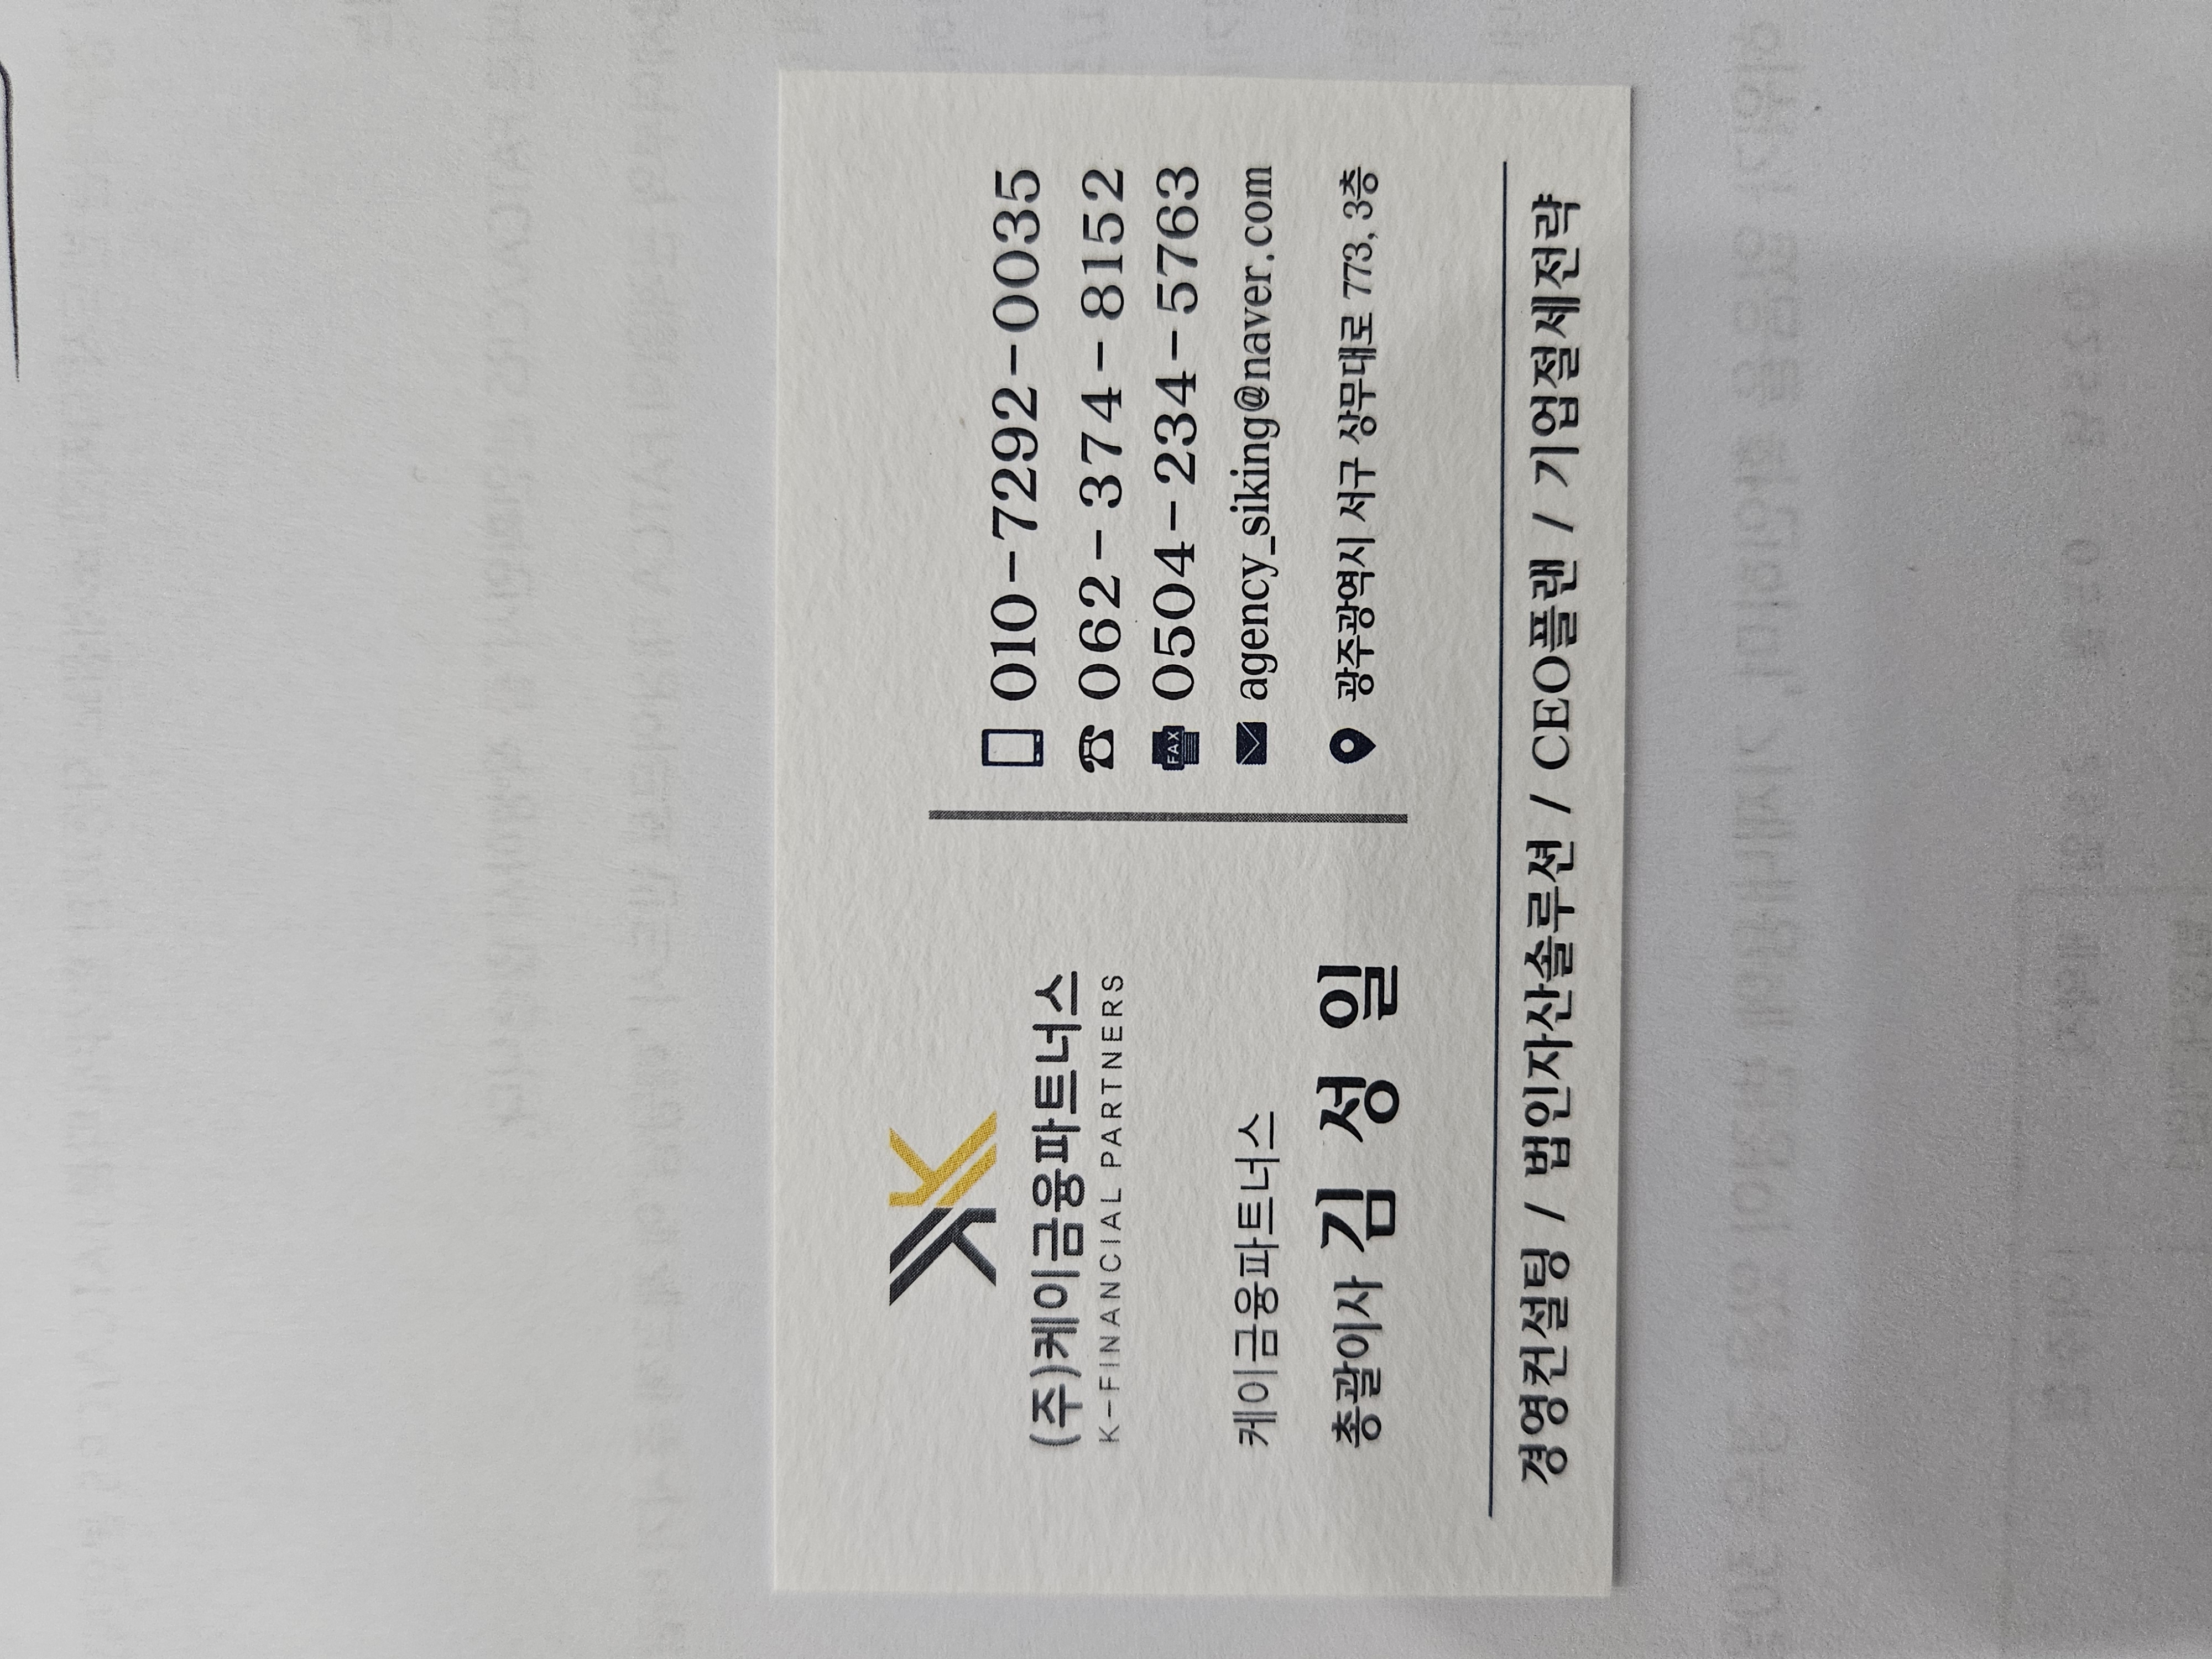 (주)케이금융파트너스
K-FINANCIAL PARTNERS
케이금융파트너스
총괄이사 김 성 일
010-7292-0035
062-374-8152
FAX 0504-234-5763
agency_siking@naver.com
광주광역시 서구 상무대로 773, 3층
경영컨설팅 / 법인자산솔루션 / CEO플랜 / 기업절세전략